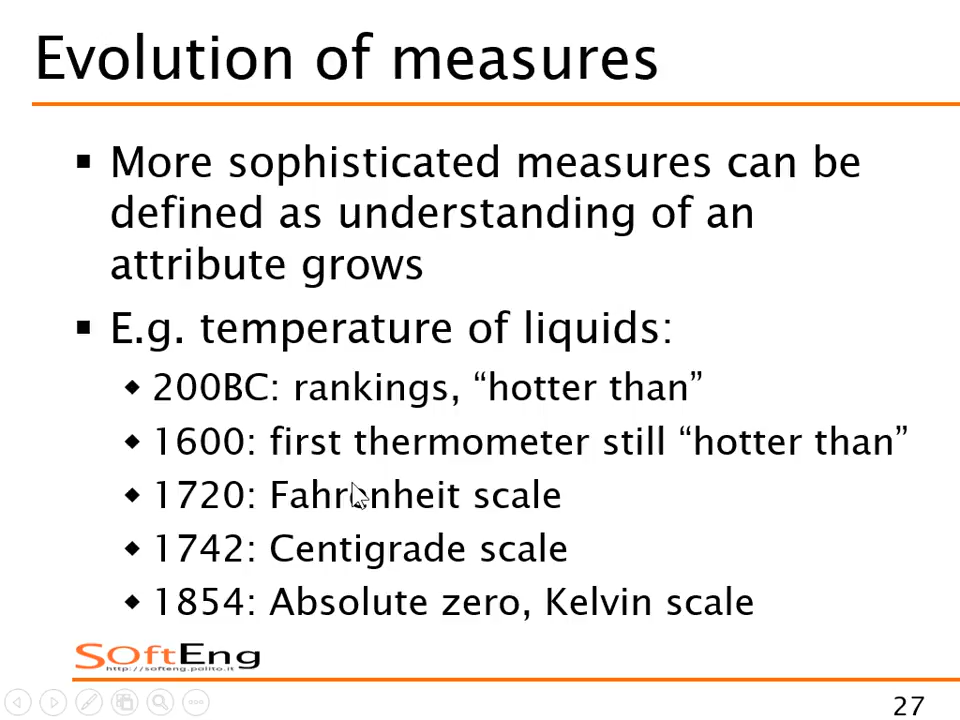 Evolution of measures
More sophisticated measures can be
defined as understanding of an
attribute grows
E.g. temperature of liquids:
200BC: rankings, “hotter than”
1600: first thermometer still “hotter than”
1720: Fahrenheit scale
1742: Centigrade scale
1854: Absolute zero, Kelvin scale
SOftEng
http://softeng.polito.it
27